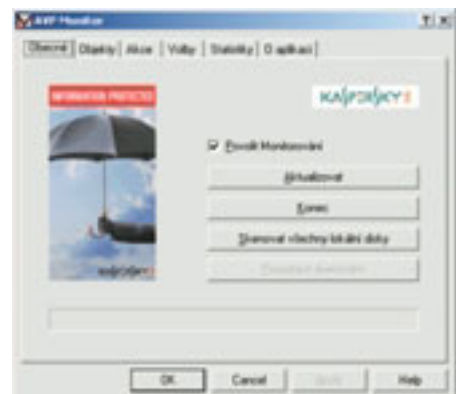 AVP Monitor
Obecné Objekty Akce Volby Statistiky O aplikaci
INFORMATION PROTECTED
KASPERSKY
Povolit Monitorování
Aktualizovat
Konec
Skenovat všechny lokální disky
KASPERSKY
OK Cancel Help